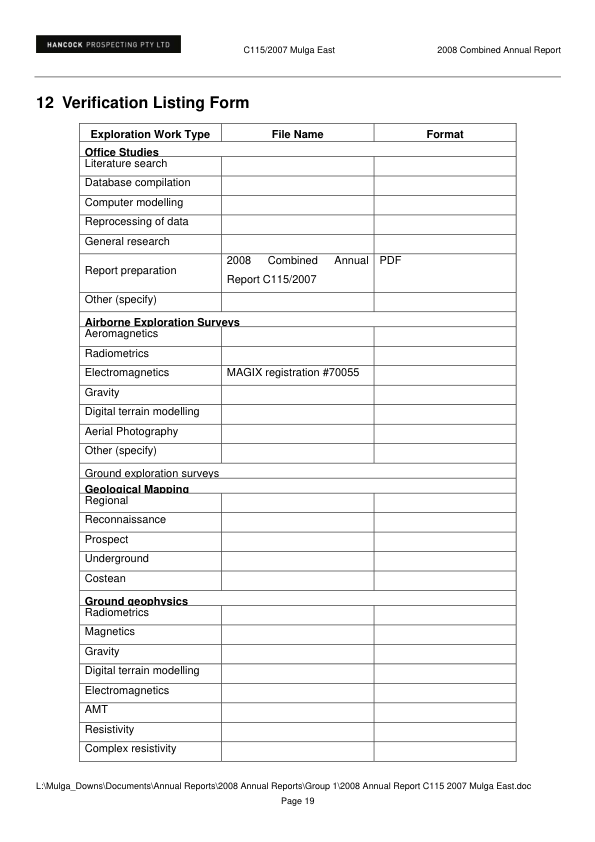 HANCOCK PROSPECTING PTY LTD
C115/2007 Mulga East
2008 Combined Annual Report
12 Verification Listing Form
Exploration Work Type File Name Format
Office Studies
Literature search
Database compilation
Computer modelling
Reprocessing of data
General research
Report preparation 2008 Combined Annual Report C115/2007 PDF
Other (specify)
Airborne Exploration Surveys
Aeromagnetics
Radiometrics
Electromagnetics MAGIX registration #70055
Gravity
Digital terrain modelling
Aerial Photography
Other (specify)
Ground exploration surveys
Geological Mapping
Regional
Reconnaissance
Prospect
Underground
Costean
Ground geophysics
Radiometrics
Magnetics
Gravity
Digital terrain modelling
Electromagnetics
AMT
Resistivity
Complex resistivity
L:\Mulga_Downs\Documents\Annual Reports\2008 Annual Reports\Group 1\2008 Annual Report C115 2007 Mulga East.doc
Page 19